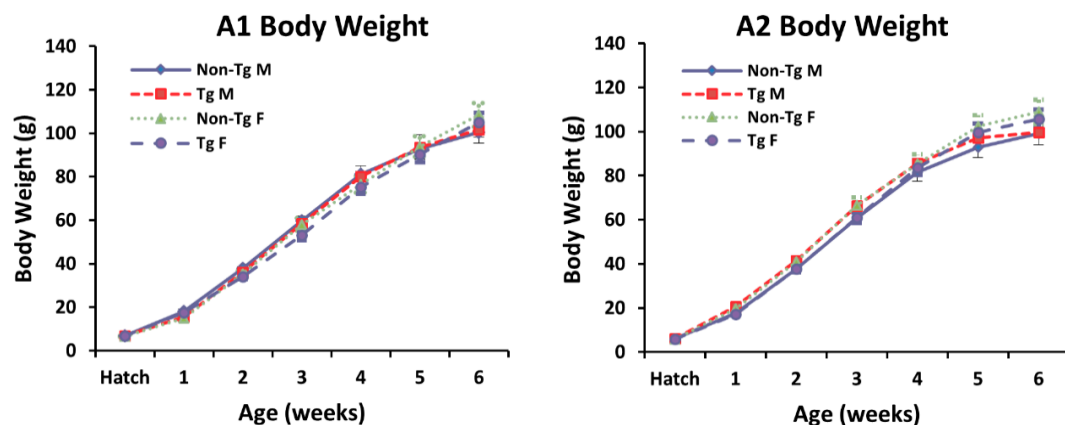 A1 Body Weight
140
120
100
80
60
40
20
0
Body Weight (g)
Non-Tg M
Tg M
Non-Tg F
Tg F
Hatch 1 2 3 4 5 6
Age (weeks)
A2 Body Weight
140
120
100
80
60
40
20
0
Body Weight (g)
Non-Tg M
Tg M
Non-Tg F
Tg F
Hatch 1 2 3 4 5 6
Age (weeks)